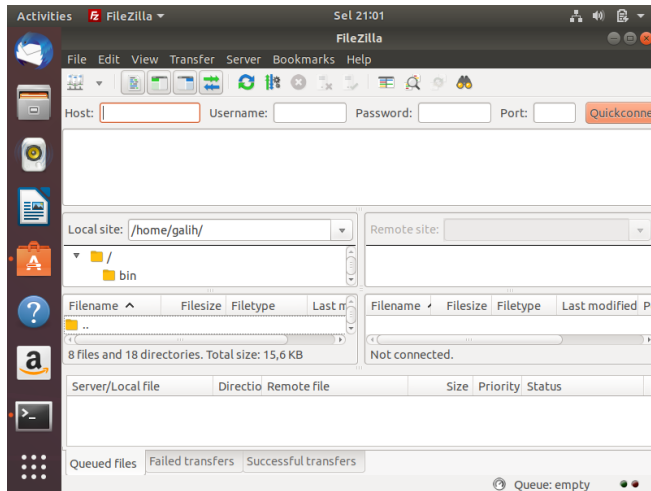 Activities FileZilla Sel 21:01
FileZilla
File Edit View Transfer Server Bookmarks Help
Host: Username: Password: Port: Quickconne
Local site: /home/galih/ Remote site:
/
bin
Filename Filesize Filetype Last m Filename Filesize Filetype Last modified P
..
8 files and 18 directories. Total size: 15,6 KB Not connected.
Server/Local file Directio Remote file Size Priority Status
Queued files Failed transfers Successful transfers
Queue: empty